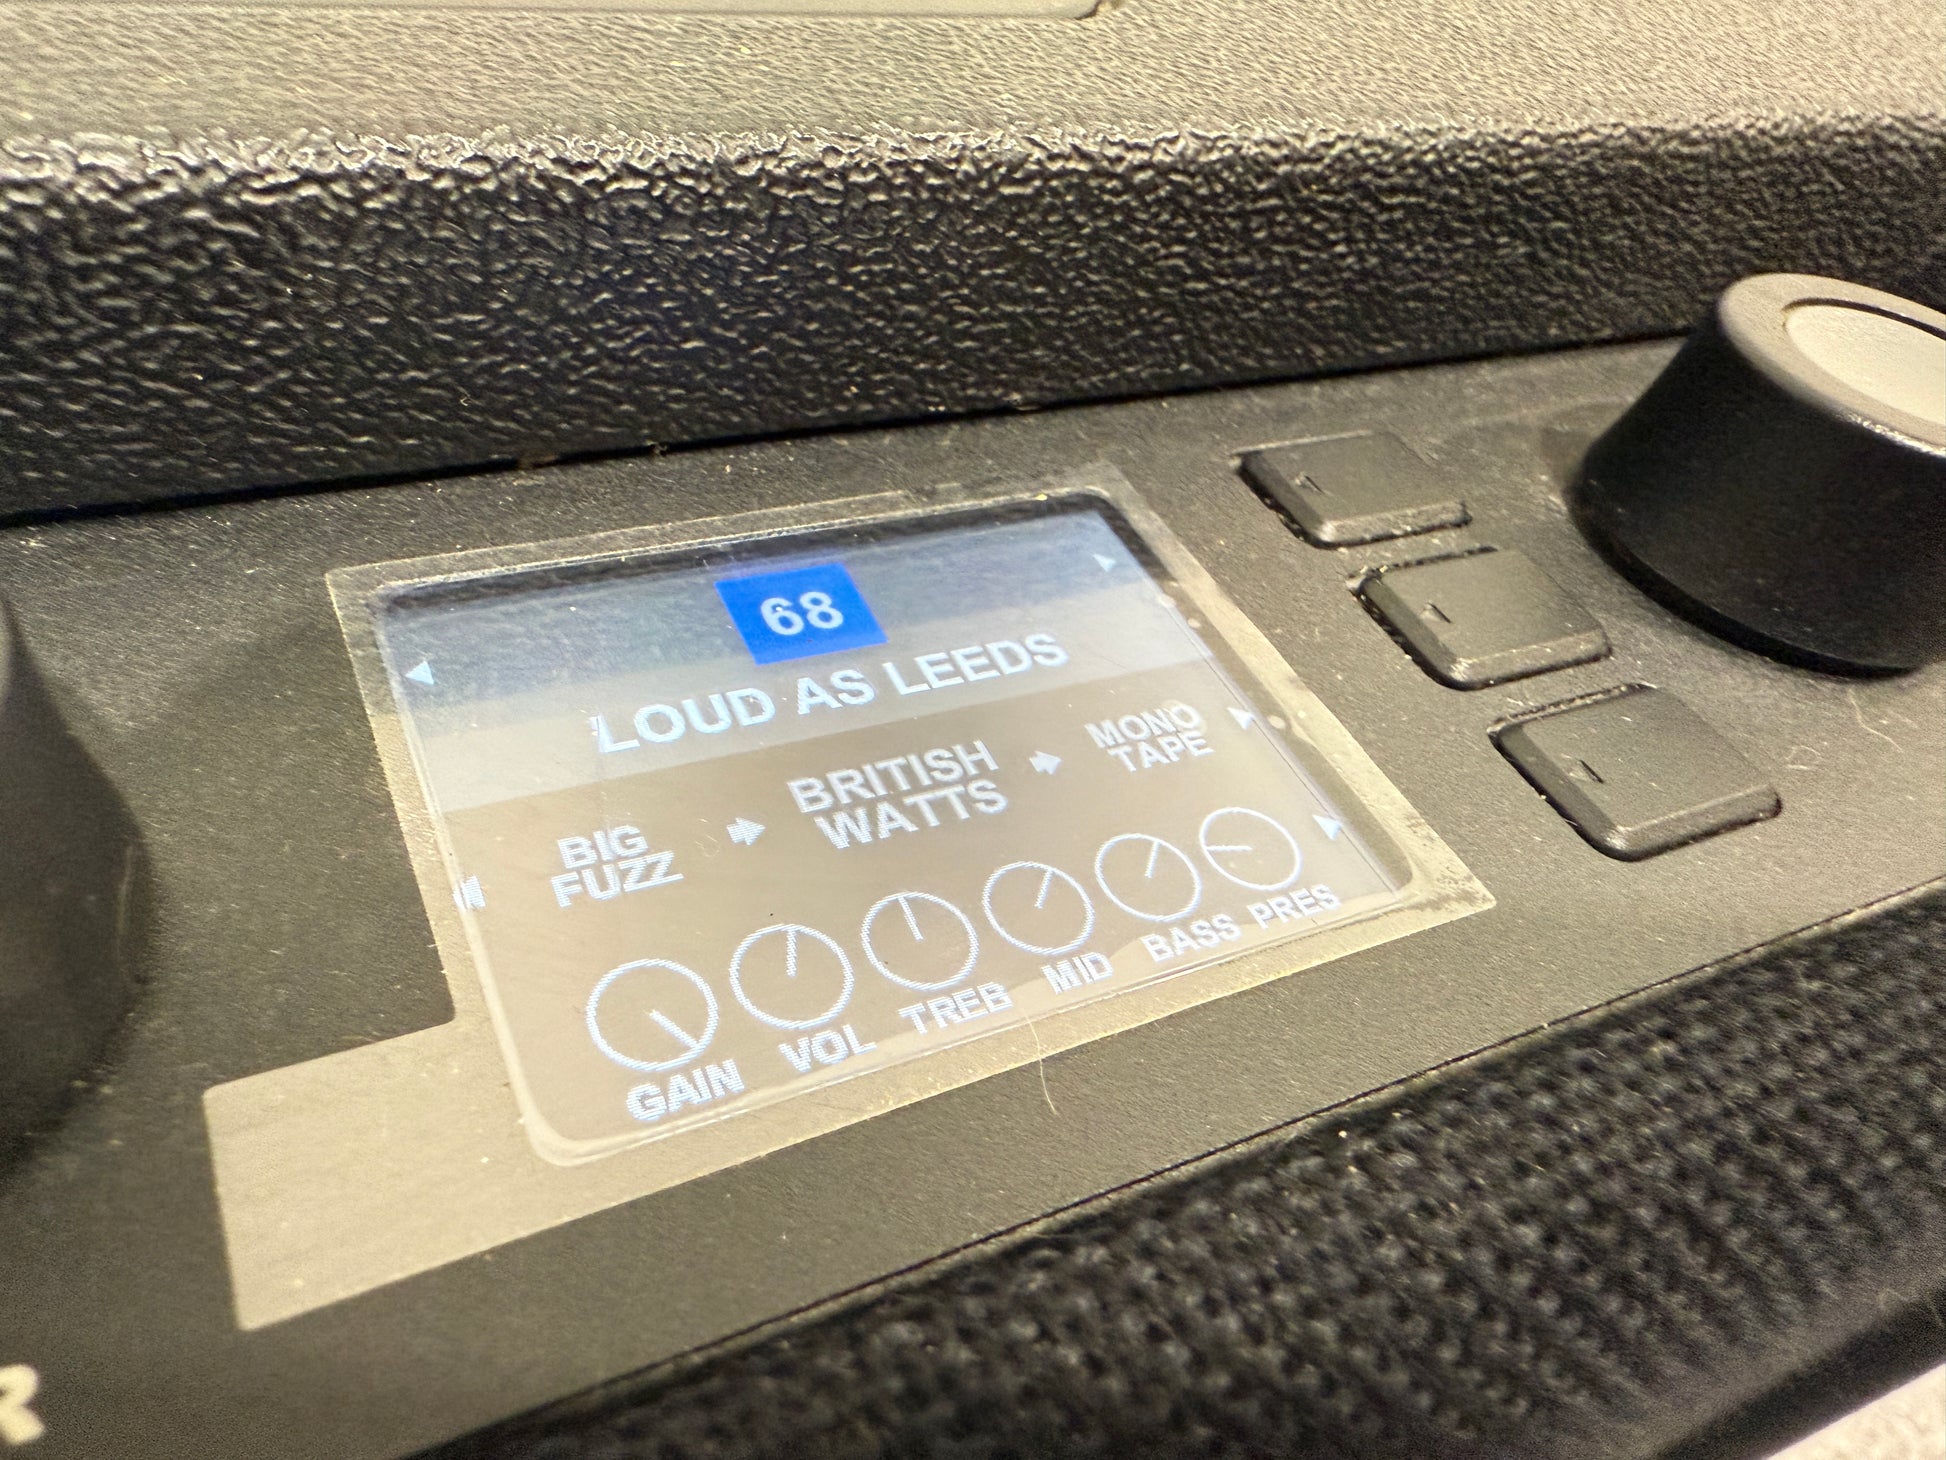 68
LOUD AS LEEDS
BIG
FUZZ
BRITISH
WATTS
MONO
TAPE
GAIN VOL TREB MID BASS PRES
R